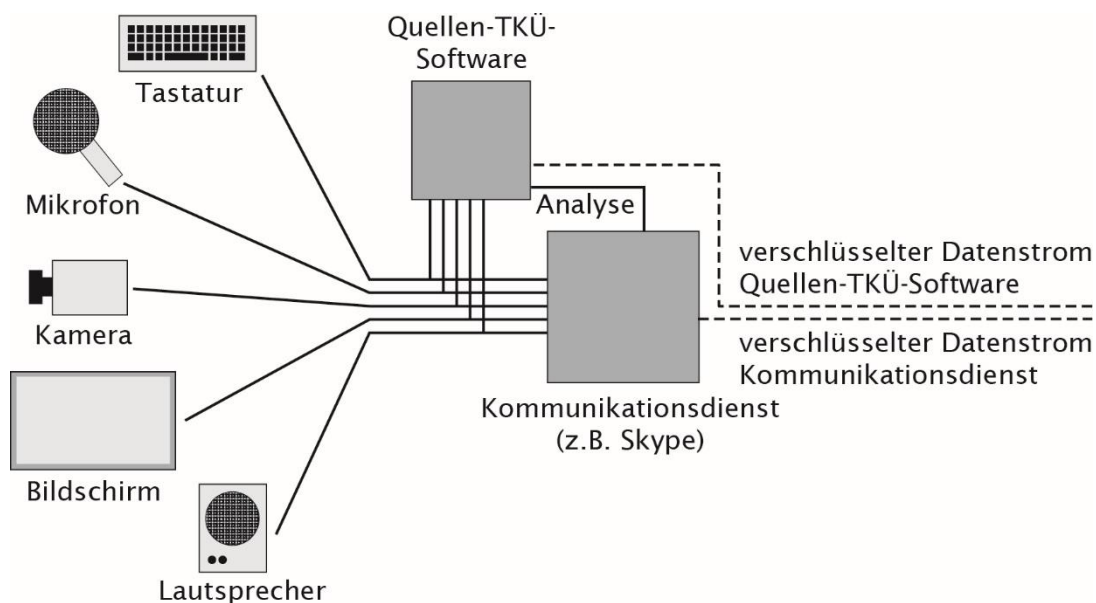 Quellen-TKÜ-
Software
Tastatur
Mikrofon
Analyse
verschlüsselter Datenstrom
Quellen-TKÜ-Software
Kamera
verschlüsselter Datenstrom
Kommunikationsdienst
Kommunikationsdienst
(z.B. Skype)
Bildschirm
Lautsprecher